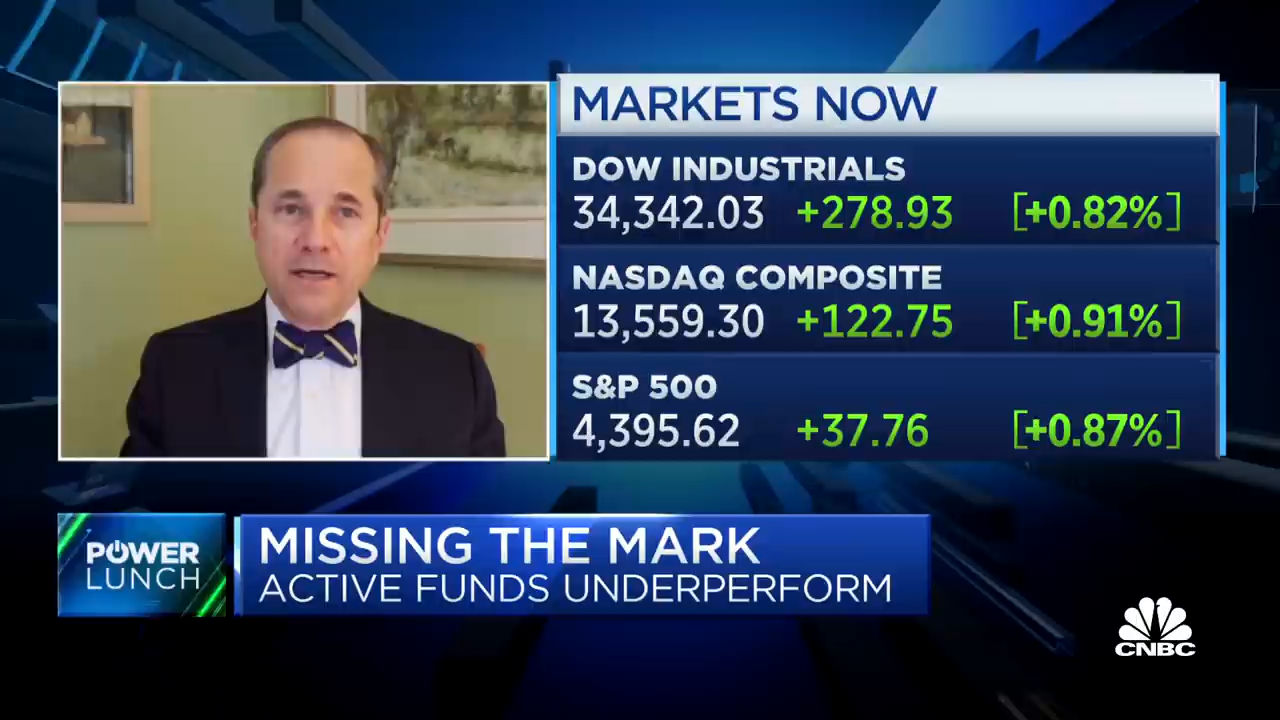 MARKETS NOW
DOW INDUSTRIALS
34,342.03 +278.93 [+0.82%]
NASDAQ COMPOSITE
13,559.30 +122.75 [+0.91%]
S&P 500
4,395.62 +37.76 [+0.87%]
POWER
LUNCH
MISSING THE MARK
ACTIVE FUNDS UNDERPERFORM
CNBC